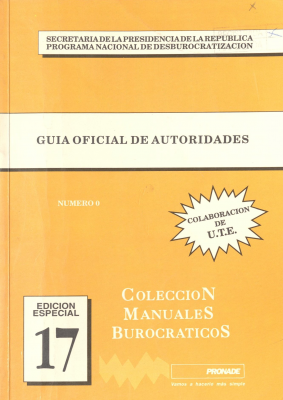 SECRETARIA DE LA PRESIDENCIA DE LA REPUBLICA
PROGRAMA NACIONAL DE DESBUROCRATIZACION
GUIA OFICIAL DE AUTORIDADES
NUMERO 0
COLABORACION
DE
U.T.E.
EDICION
ESPECIAL
17
COLECCION
MANUALES
BUROCRATICOS
PRONADE